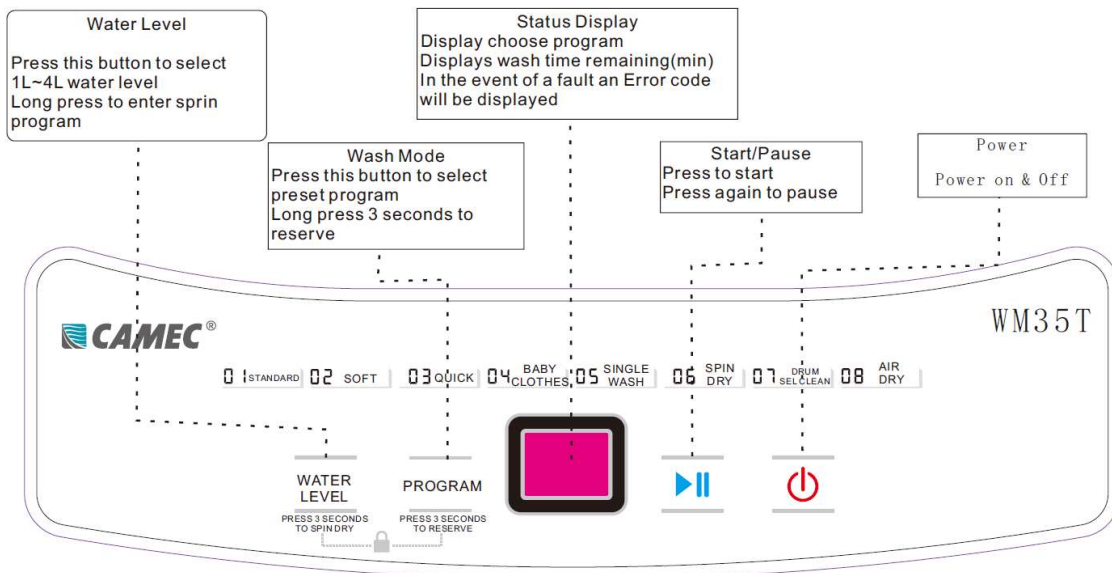 Water Level
Press this button to select
1L~4L water level
Long press to enter sprin
program
Status Display
Display choose program
Displays wash time remaining(min)
In the event of a fault an Error code
will be displayed
Wash Mode
Press this button to select
preset program
Long press 3 seconds to
reserve
Start/Pause
Press to start
Press again to pause
Power
Power on & Off
CAMEC®
WM35T
01 STANDARD
02 SOFT
03 QUICK
04 BABY
CLOTHES
05 SINGLE
WASH
06 SPIN
DRY
07 DRUM
SELCLEAN
08 AIR
DRY
WATER
LEVEL
PRESS 3 SECONDS
TO SPIN DRY
PROGRAM
PRESS 3 SECONDS
TO RESERVE